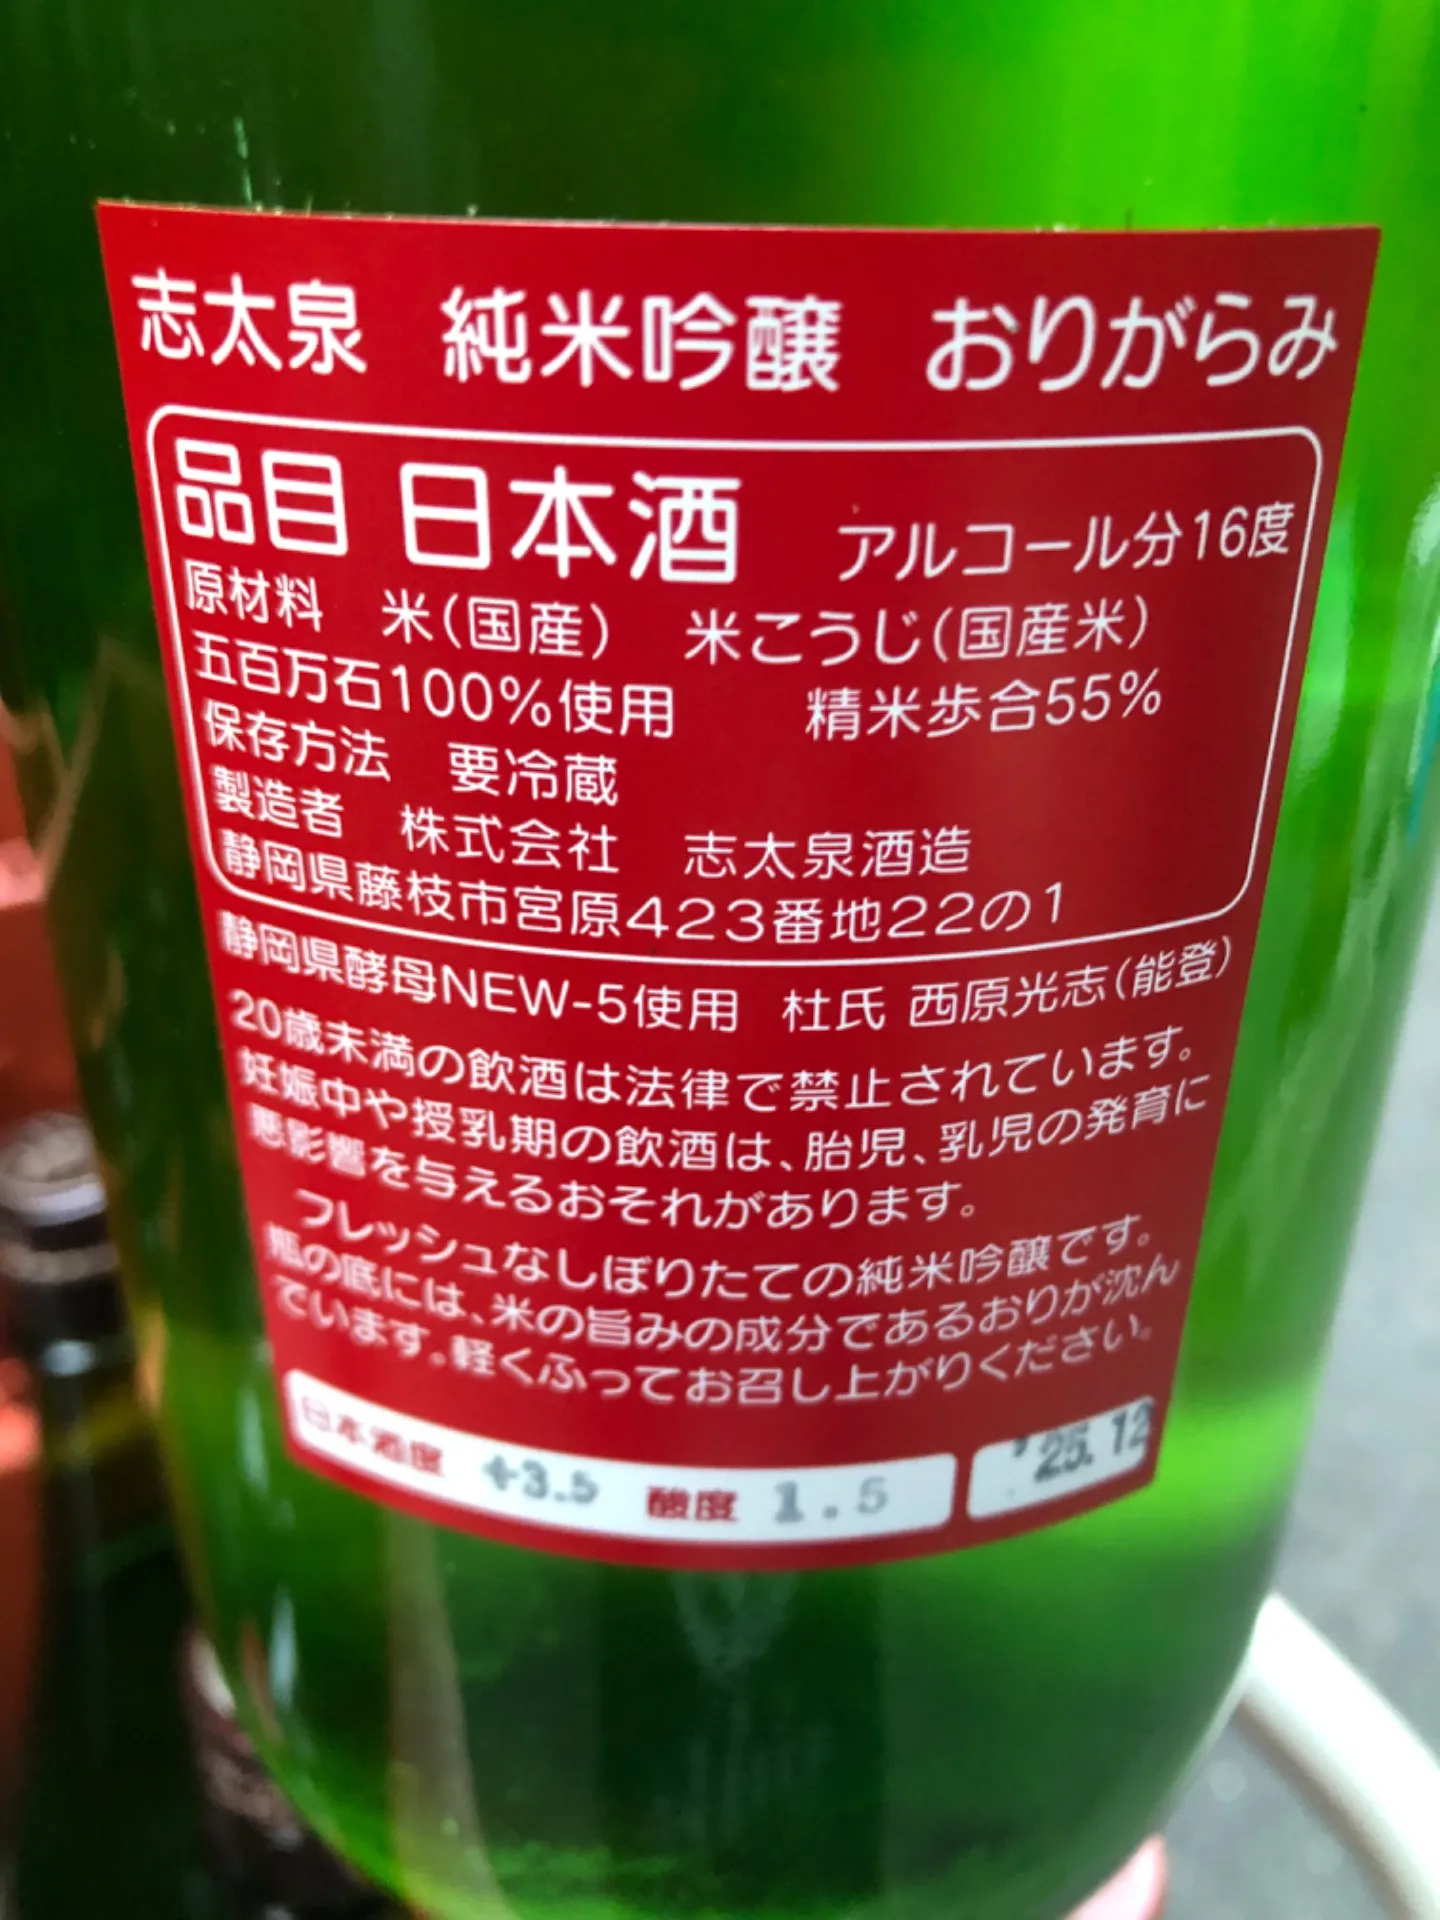 志太泉　純米吟醸　おりがらみ
品目 日本酒　アルコール分16度
原材料　米(国産)　米こうじ(国産米)
五百万石100%使用　精米歩合55%
保存方法　要冷蔵
製造者　株式会社　志太泉酒造
静岡県藤枝市宮原423番地22の1
静岡県酵母NEW-5使用　杜氏 西原光志(能登)
20歳未満の飲酒は法律で禁止されています。
妊娠中や授乳期の飲酒は、胎児、乳児の発育に
悪影響を与えるおそれがあります。
フレッシュなしぼりたての純米吟醸です。
瓶の底には、米の旨みの成分であるおりが沈ん
でいます。軽くふってお召し上がりください。
日本酒度 +3.5 酸度 1.5 '25.12